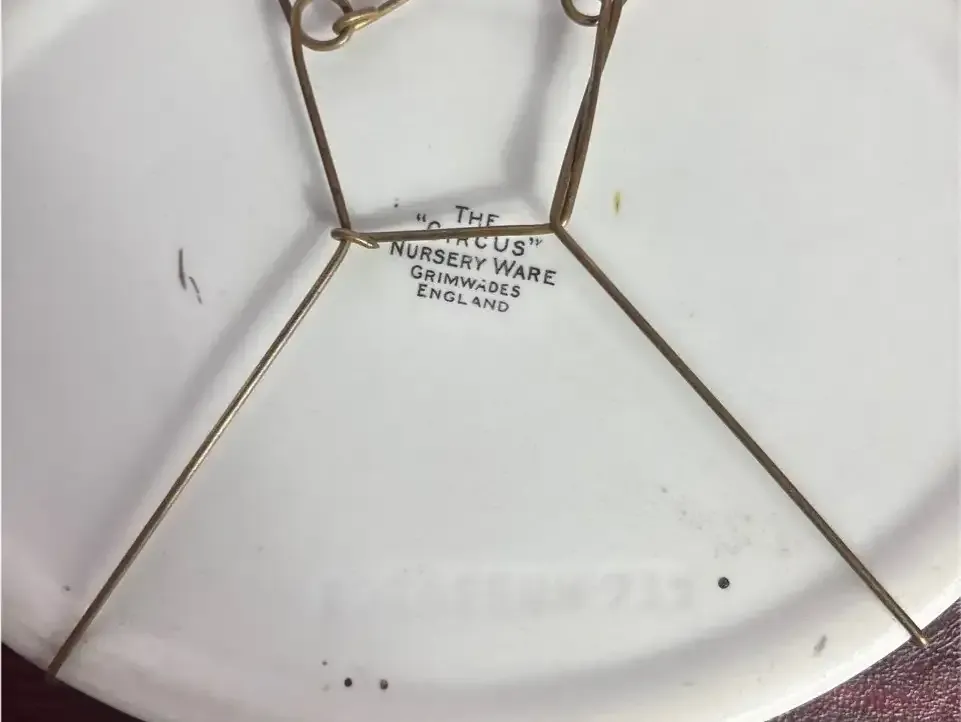 THE
"CIRCUS"
NURSERY WARE
GRIMWADES
ENGLAND